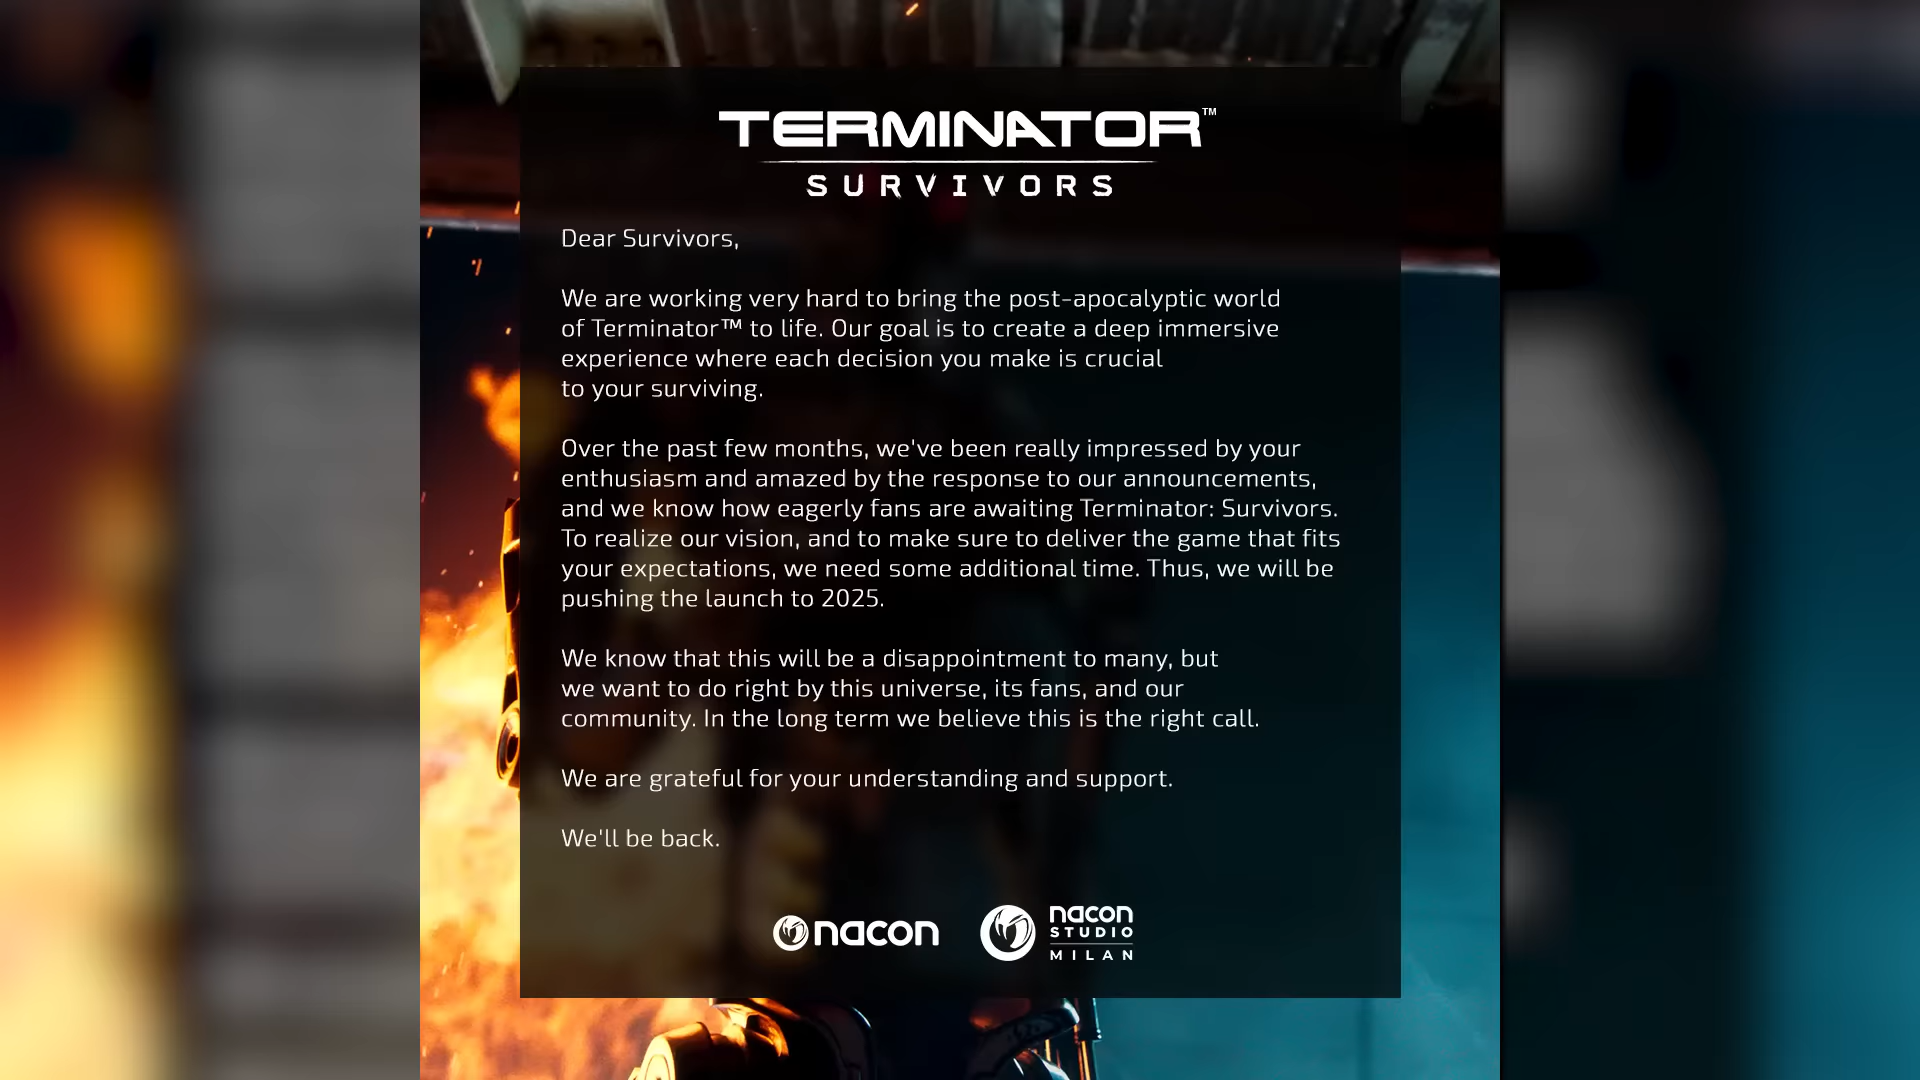 TERMINATOR™
SURVIVORS
Dear Survivors,
We are working very hard to bring the post-apocalyptic world
of Terminator™ to life. Our goal is to create a deep immersive
experience where each decision you make is crucial
to your surviving.
Over the past few months, we've been really impressed by your
enthusiasm and amazed by the response to our announcements,
and we know how eagerly fans are awaiting Terminator: Survivors.
To realize our vision, and to make sure to deliver the game that fits
your expectations, we need some additional time. Thus, we will be
pushing the launch to 2025.
We know that this will be a disappointment to many, but
we want to do right by this universe, its fans, and our
community. In the long term we believe this is the right call.
We are grateful for your understanding and support.
We'll be back.
nacon
nacon
STUDIO
MILAN